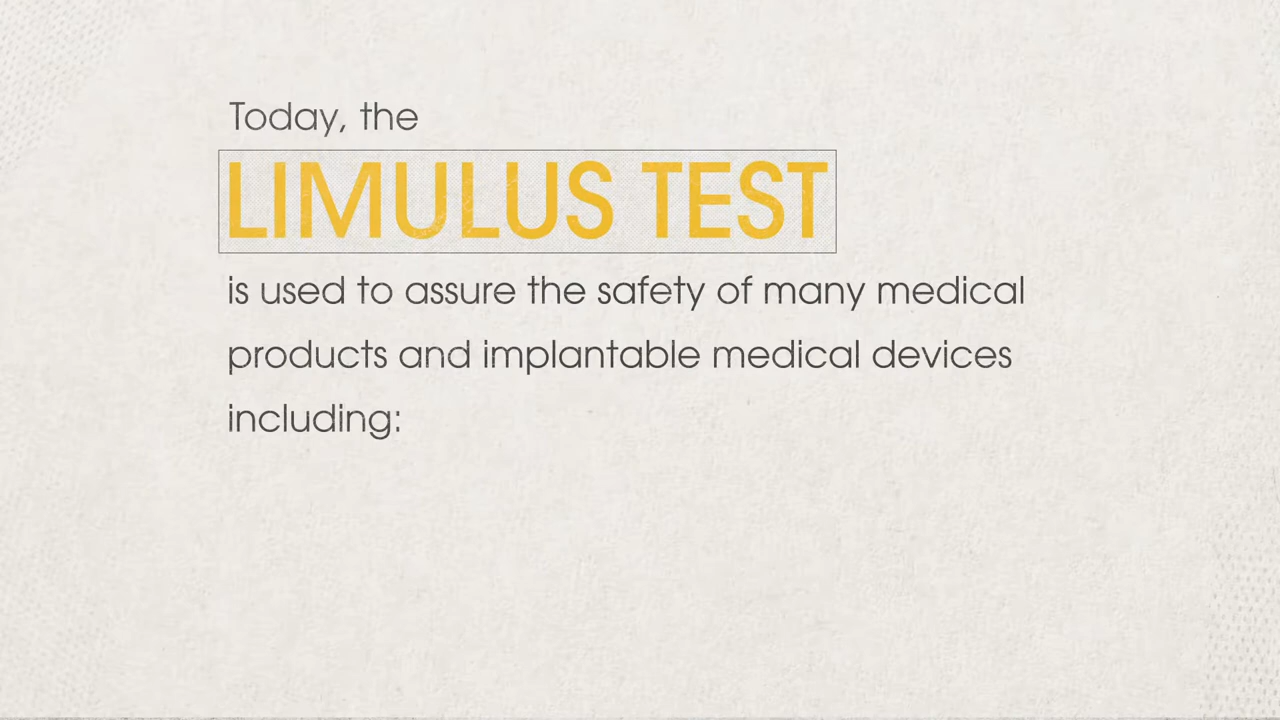 Today, the
LIMULUS TEST
is used to assure the safety of many medical
products and implantable medical devices
including: